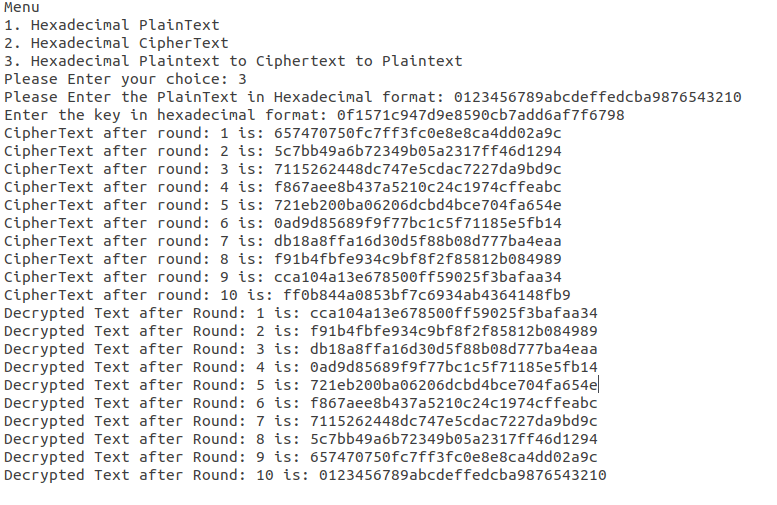 Menu
1. Hexadecimal PlainText
2. Hexadecimal CipherText
3. Hexadecimal Plaintext to Ciphertext to Plaintext
Please Enter your choice: 3
Please Enter the PlainText in Hexadecimal format: 0123456789abcdeffedcba9876543210
Enter the key in hexadecimal format: 0f1571c947d9e8590cb7add6af7f6798
CipherText after round: 1 is: 657470750fc7ff3fc0e8e8ca4dd02a9c
CipherText after round: 2 is: 5c7bb49a6b72349b05a2317ff46d1294
CipherText after round: 3 is: 7115262448dc747e5cdac7227da9bd9c
CipherText after round: 4 is: f867aee8b437a5210c24c1974cffeabc
CipherText after round: 5 is: 721eb200ba06206dcbd4bce704fa654e
CipherText after round: 6 is: 0ad9d85689f9f77bc1c5f71185e5fb14
CipherText after round: 7 is: db18a8ffa16d30d5f88b08d777ba4eaa
CipherText after round: 8 is: f91b4fbfe934c9bf8f2f85812b084989
CipherText after round: 9 is: cca104a13e678500ff59025f3bafaa34
CipherText after round: 10 is: ff0b844a0853bf7c6934ab4364148fb9
Decrypted Text after Round: 1 is: cca104a13e678500ff59025f3bafaa34
Decrypted Text after Round: 2 is: f91b4fbfe934c9bf8f2f85812b084989
Decrypted Text after Round: 3 is: db18a8ffa16d30d5f88b08d777ba4eaa
Decrypted Text after Round: 4 is: 0ad9d85689f9f77bc1c5f71185e5fb14
Decrypted Text after Round: 5 is: 721eb200ba06206dcbd4bce704fa654e
Decrypted Text after Round: 6 is: f867aee8b437a5210c24c1974cffeabc
Decrypted Text after Round: 7 is: 7115262448dc747e5cdac7227da9bd9c
Decrypted Text after Round: 8 is: 5c7bb49a6b72349b05a2317ff46d1294
Decrypted Text after Round: 9 is: 657470750fc7ff3fc0e8e8ca4dd02a9c
Decrypted Text after Round: 10 is: 0123456789abcdeffedcba9876543210